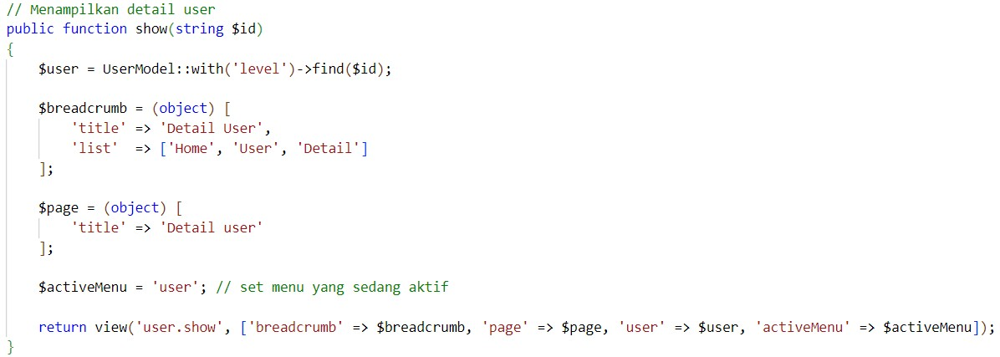 // Menampilkan detail user
public function show(string $id)
{
    $user = UserModel::with('level')->find($id);
    $breadcrumb = (object) [
        'title' => 'Detail User',
        'list'  => ['Home', 'User', 'Detail']
    ];
    $page = (object) [
        'title' => 'Detail user'
    ];
    $activeMenu = 'user'; // set menu yang sedang aktif
    return view('user.show', ['breadcrumb' => $breadcrumb, 'page' => $page, 'user' => $user, 'activeMenu' => $activeMenu]);
}